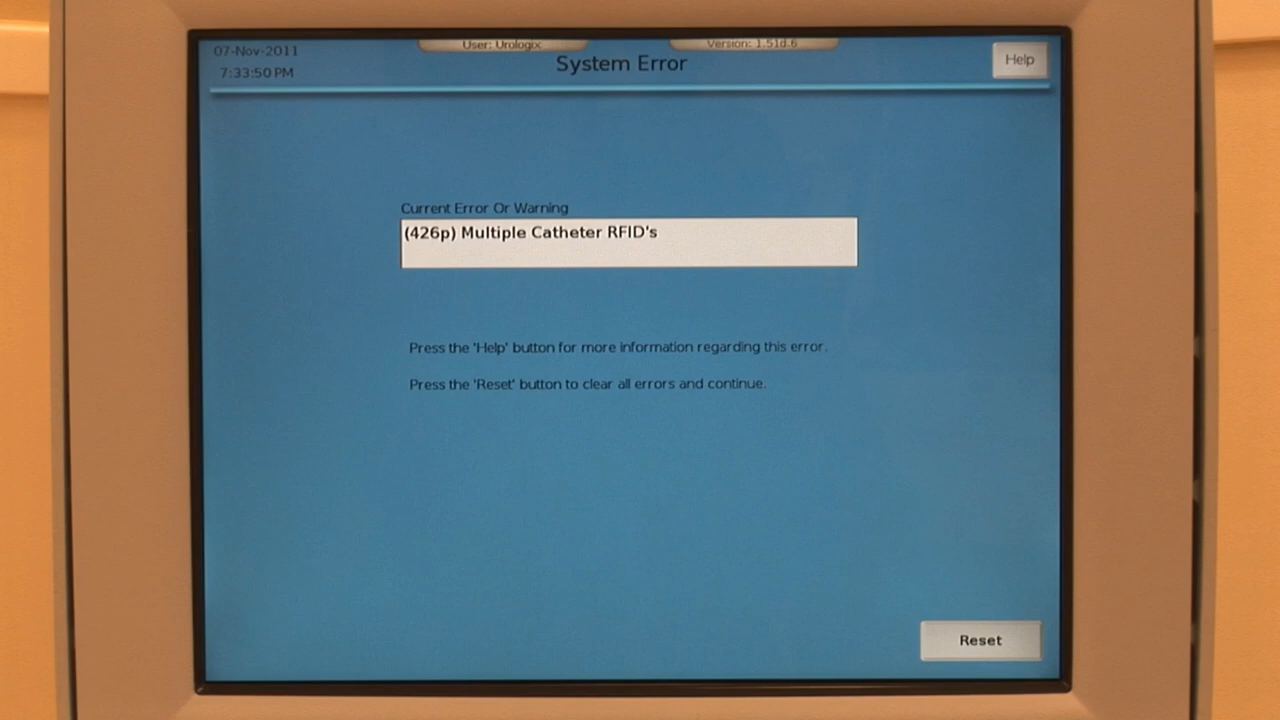 07-Nov-2011
7:33:50 PM
User: Urologix
Version: 1.51d.6
System Error
Help
Current Error Or Warning
(426p) Multiple Catheter RFID's
Press the 'Help' button for more information regarding this error.
Press the 'Reset' button to clear all errors and continue.
Reset